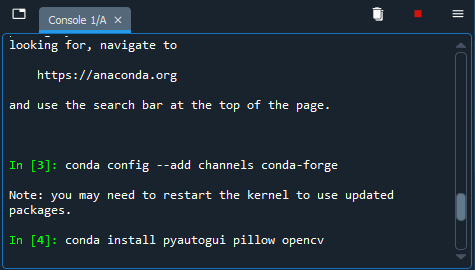 Console 1/A
looking for, navigate to
https://anaconda.org
and use the search bar at the top of the page.
In [3]: conda config --add channels conda-forge
Note: you may need to restart the kernel to use updated
packages.
In [4]: conda install pyautogui pillow opencv